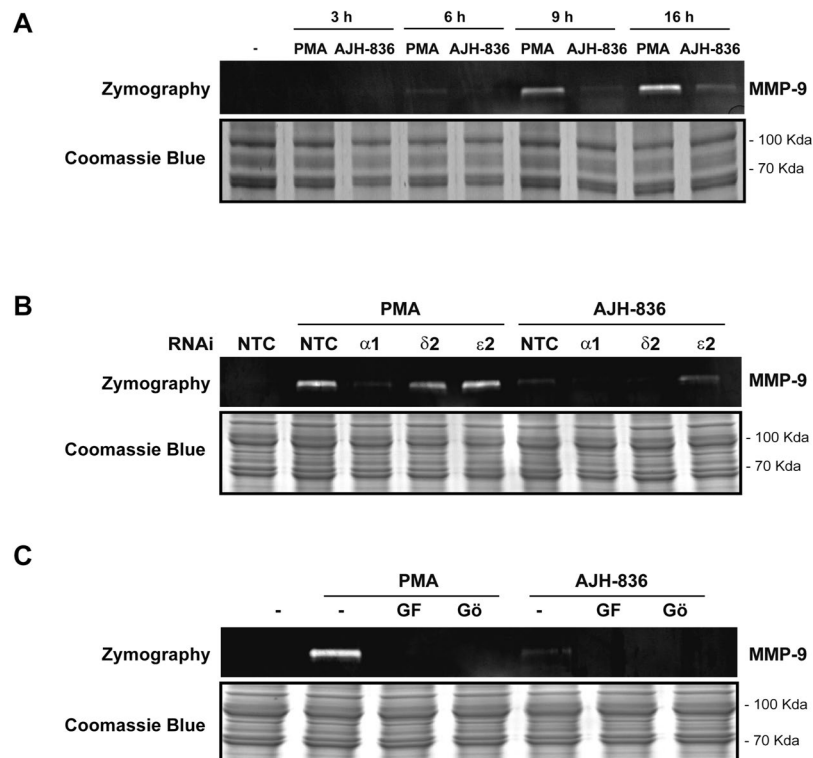 A
3 h 6 h 9 h 16 h
- PMA AJH-836 PMA AJH-836 PMA AJH-836 PMA AJH-836
Zymography MMP-9
Coomassie Blue
- 100 Kda
- 70 Kda
B
PMA AJH-836
RNAi NTC NTC α1 δ2 ε2 NTC α1 δ2 ε2
Zymography MMP-9
Coomassie Blue
- 100 Kda
- 70 Kda
C
PMA AJH-836
- - GF Gö - GF Gö
Zymography MMP-9
Coomassie Blue
- 100 Kda
- 70 Kda